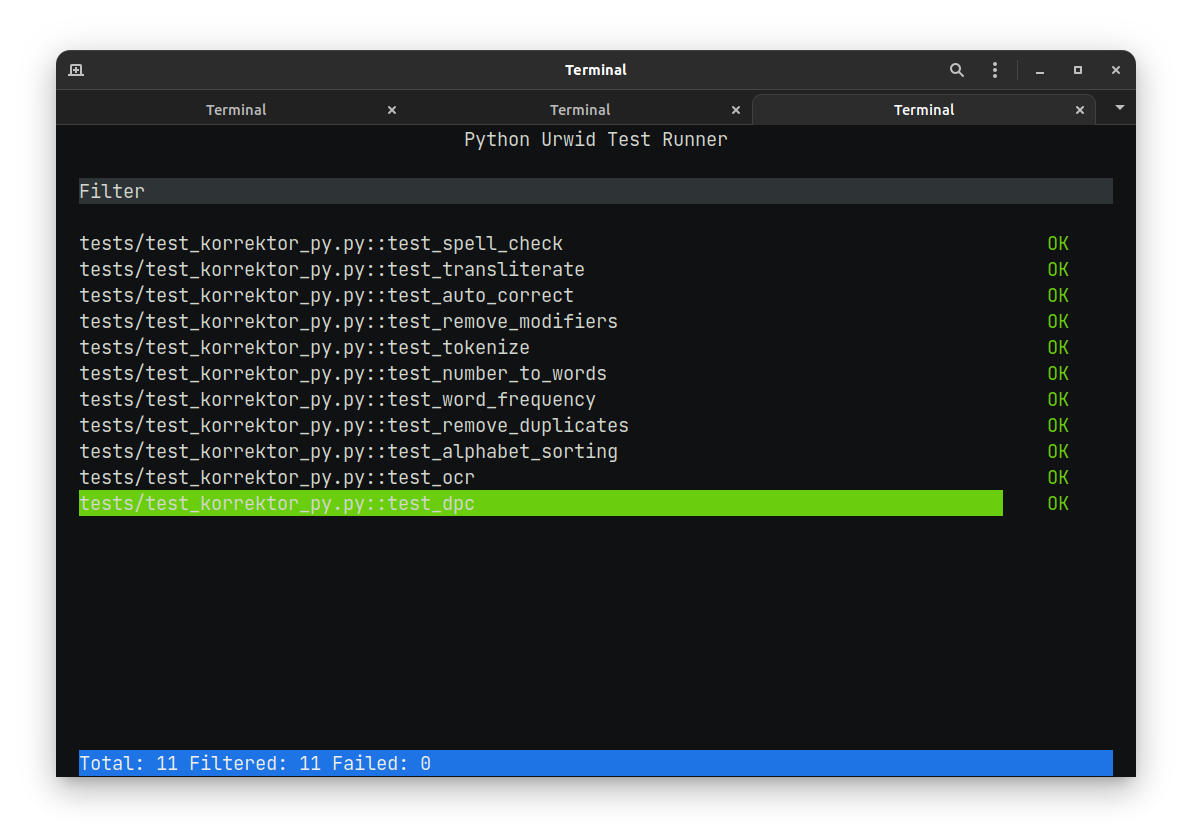 Terminal
Terminal Terminal Terminal
Python Urwid Test Runner
Filter
tests/test_korrektor_py.py::test_spell_check OK
tests/test_korrektor_py.py::test_transliterate OK
tests/test_korrektor_py.py::test_auto_correct OK
tests/test_korrektor_py.py::test_remove_modifiers OK
tests/test_korrektor_py.py::test_tokenize OK
tests/test_korrektor_py.py::test_number_to_words OK
tests/test_korrektor_py.py::test_word_frequency OK
tests/test_korrektor_py.py::test_remove_duplicates OK
tests/test_korrektor_py.py::test_alphabet_sorting OK
tests/test_korrektor_py.py::test_ocr OK
tests/test_korrektor_py.py::test_dpc OK
Total: 11 Filtered: 11 Failed: 0